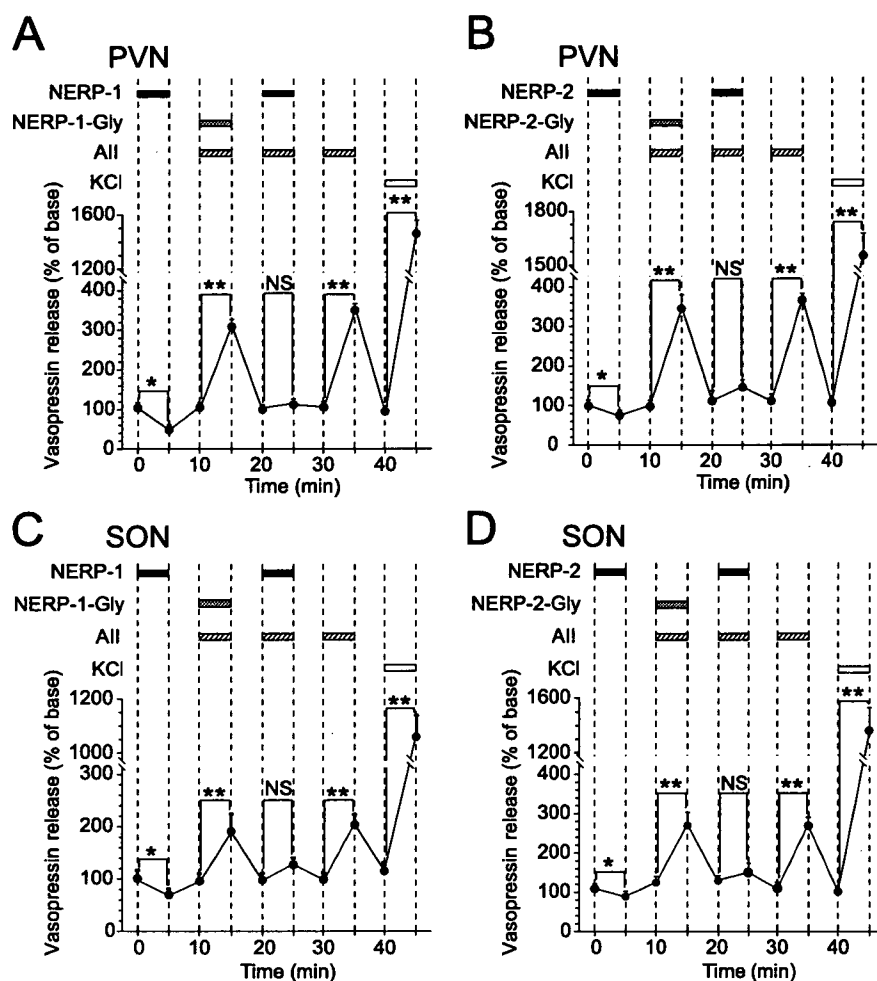 A
PVN
NERP-1
NERP-1-Gly
AII
KCl
Vasopressin release (% of base)
1600
1200
400
300
200
100
0
*
**
NS
**
**
0 10 20 30 40
Time (min)
B
PVN
NERP-2
NERP-2-Gly
AII
KCl
Vasopressin release (% of base)
1800
1500
400
300
200
100
0
*
**
NS
**
**
0 10 20 30 40
Time (min)
C
SON
NERP-1
NERP-1-Gly
AII
KCl
Vasopressin release (% of base)
1200
1000
300
200
100
0
*
**
NS
**
**
0 10 20 30 40
Time (min)
D
SON
NERP-2
NERP-2-Gly
AII
KCl
Vasopressin release (% of base)
1600
1200
400
300
200
100
0
*
**
NS
**
**
0 10 20 30 40
Time (min)